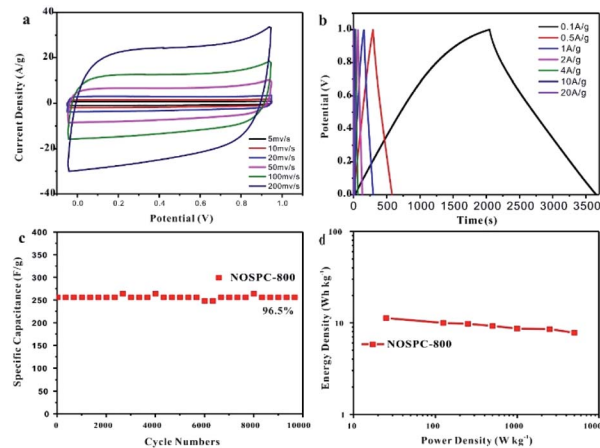 a
40
20
0
-20
-40
Current Density (A/g)
5mv/s
10mv/s
20mv/s
50mv/s
100mv/s
200mv/s
0.0 0.2 0.4 0.6 0.8 1.0
Potential (V)
b
1.0
0.8
0.6
0.4
0.2
0.0
Potential (V)
0.1A/g
0.5A/g
1A/g
2A/g
4A/g
10A/g
20A/g
0 500 1000 1500 2000 2500 3000 3500
Time(s)
c
400
350
300
250
200
150
100
50
0
Specific Capacitance (F/g)
NOSPC-800
96.5%
0 2000 4000 6000 8000 10000
Cycle Numbers
d
100
10
1
Energy Density (Wh kg⁻¹)
NOSPC-800
10 100 1000 10000
Power Density (W kg⁻¹)